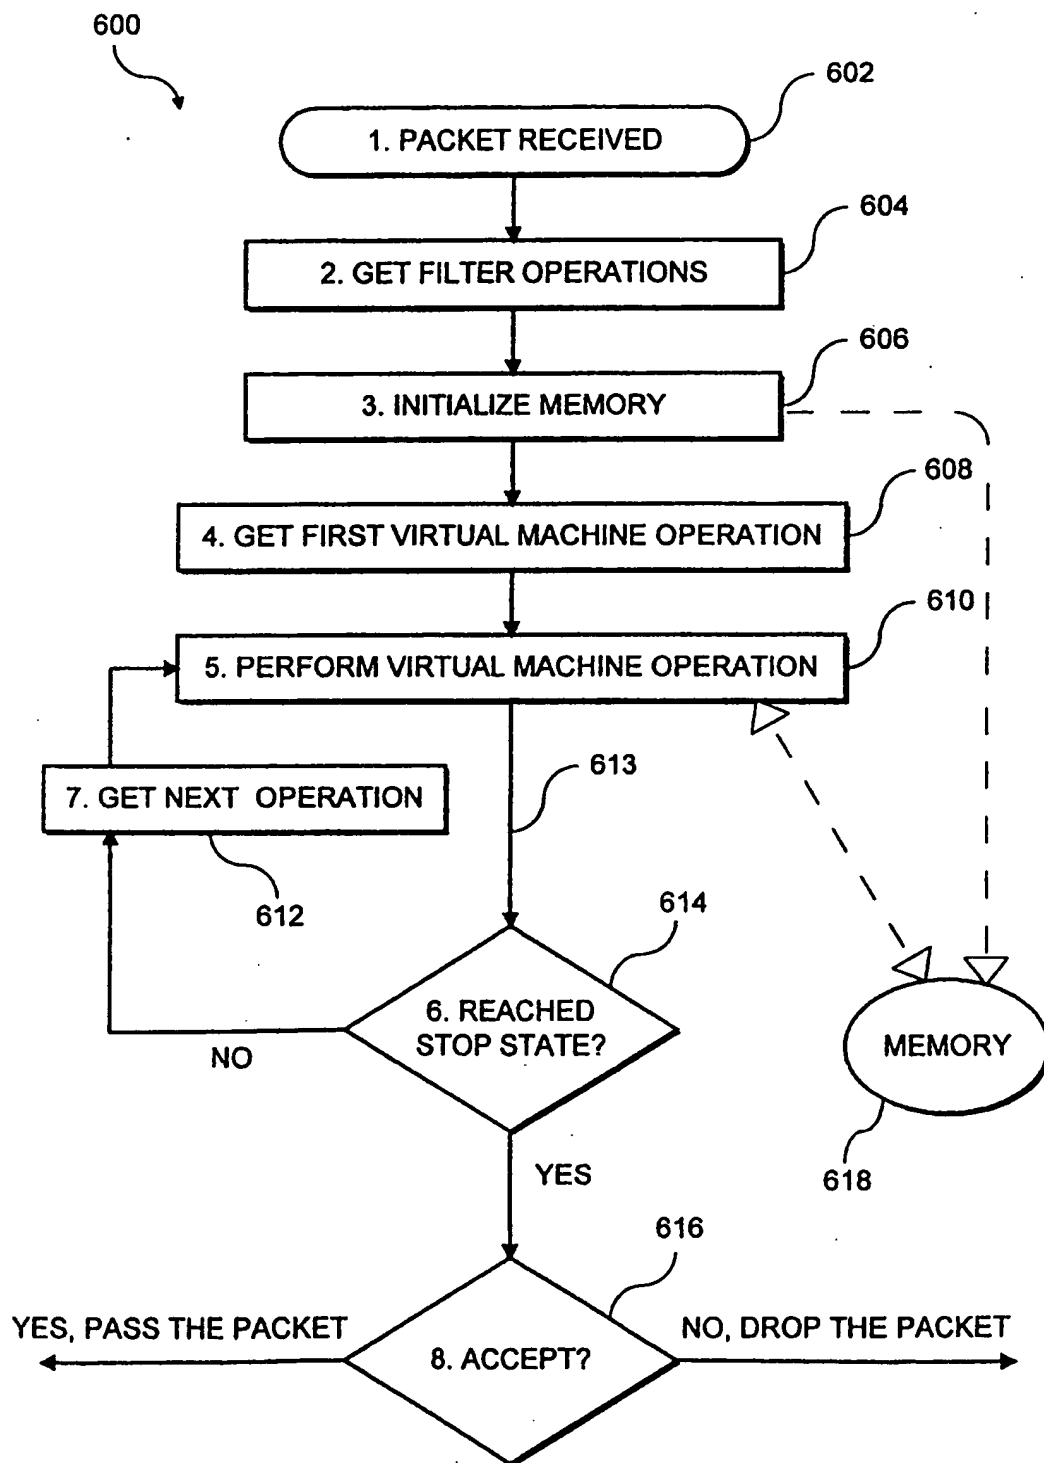 600
602
1. PACKET RECEIVED
604
2. GET FILTER OPERATIONS
606
3. INITIALIZE MEMORY
608
4. GET FIRST VIRTUAL MACHINE OPERATION
610
5. PERFORM VIRTUAL MACHINE OPERATION
613
7. GET NEXT OPERATION
612
614
6. REACHED
STOP STATE?
NO
MEMORY
618
YES
616
YES, PASS THE PACKET
NO, DROP THE PACKET
8. ACCEPT?